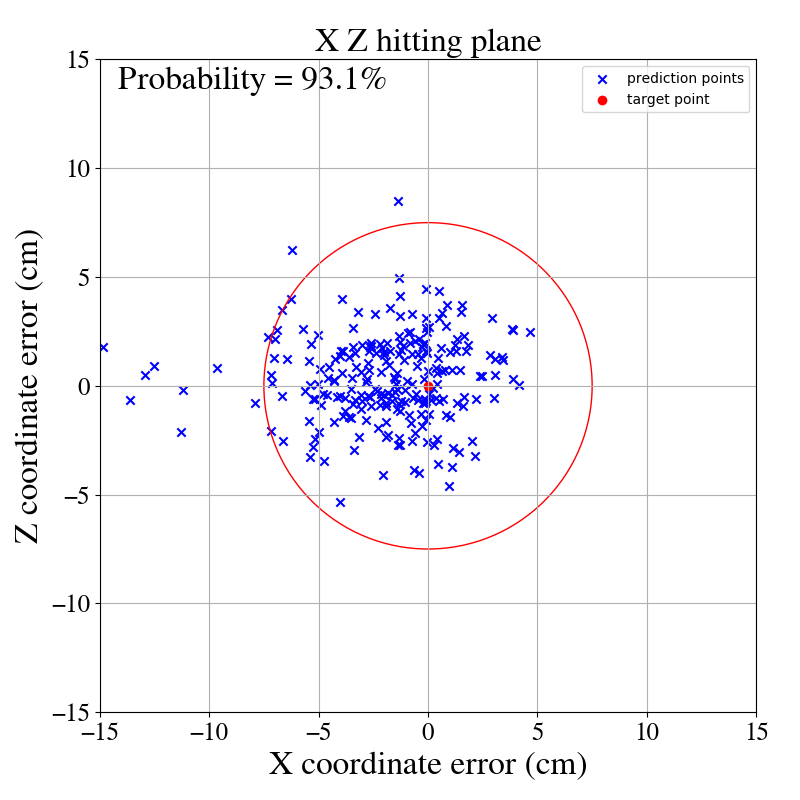 X Z hitting plane
Probability = 93.1%
prediction points
target point
15
10
5
0
−5
−10
−15
Z coordinate error (cm)
−15 −10 −5 0 5 10 15
X coordinate error (cm)